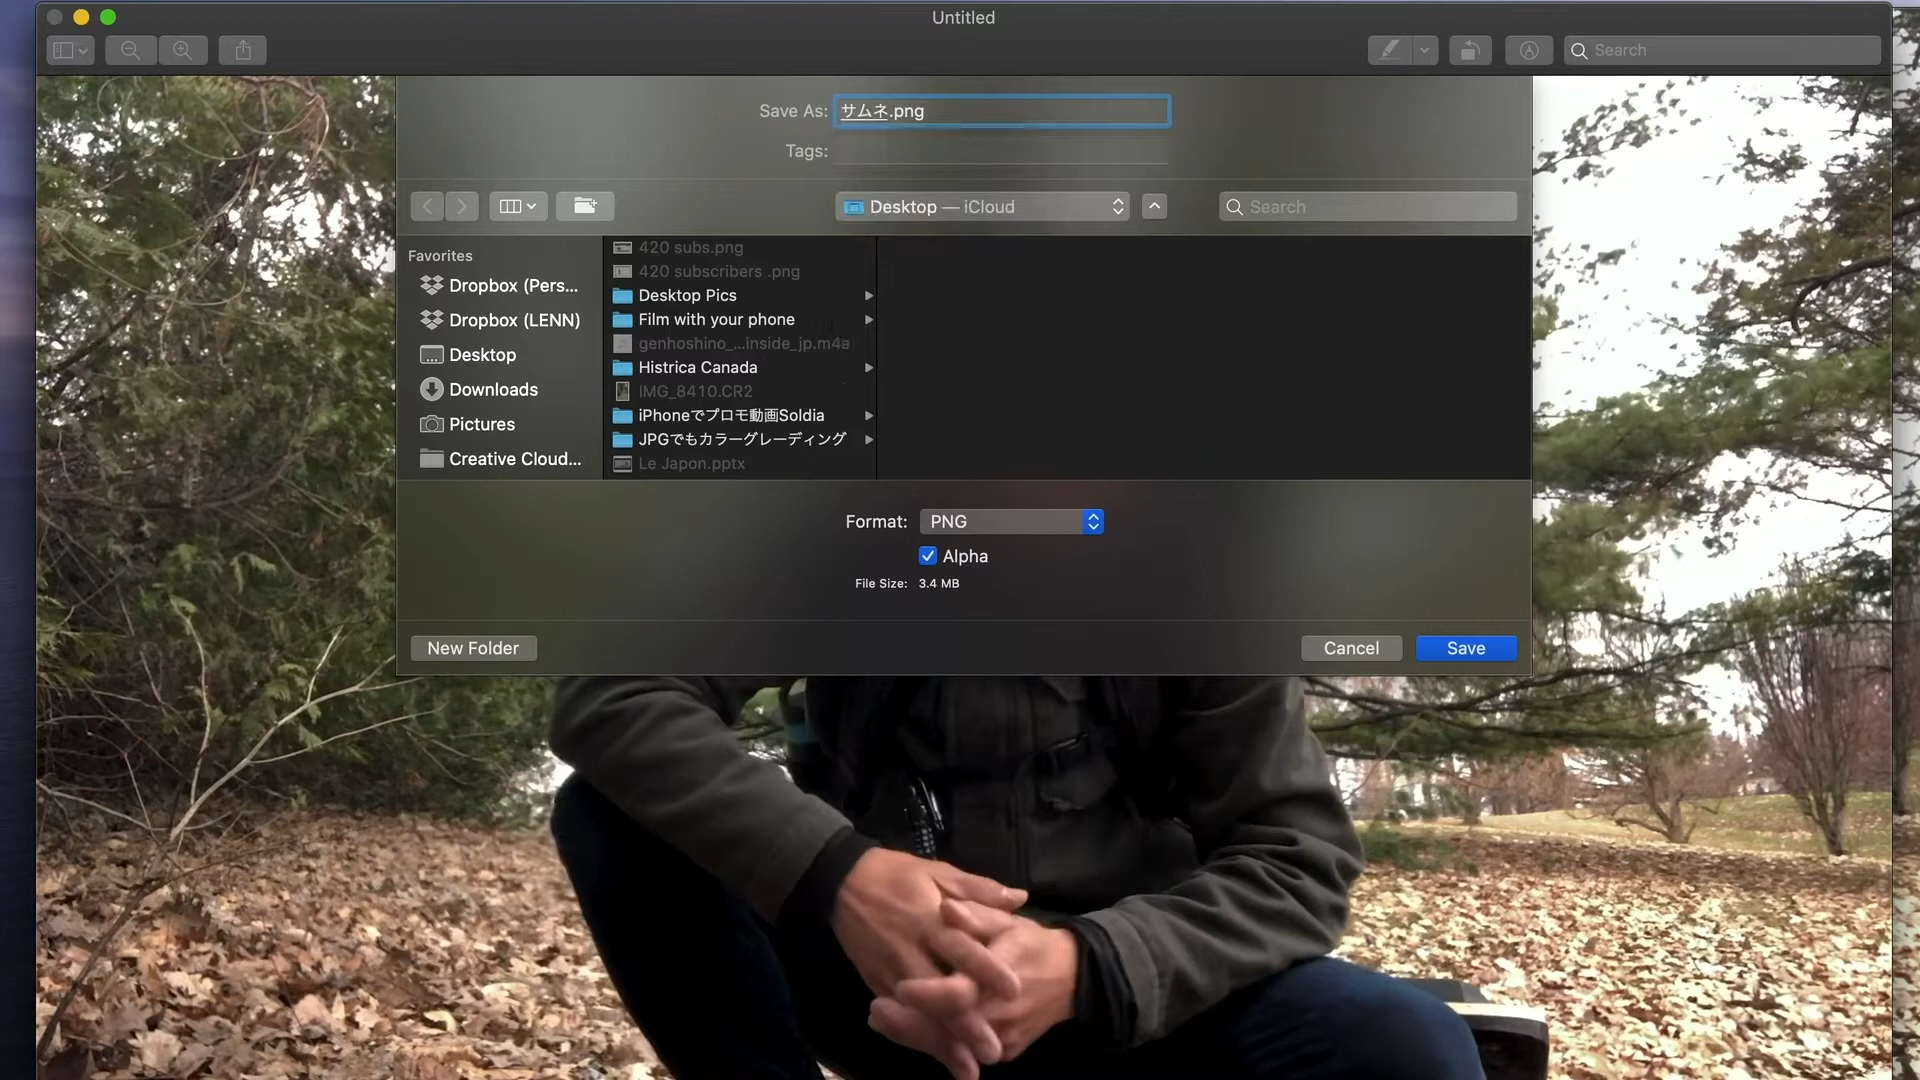 Untitled
Search
Save As: サムネ.png
Tags:
Desktop — iCloud
Search
Favorites
Dropbox (Pers...
Dropbox (LENN)
Desktop
Downloads
Pictures
Creative Cloud...
420 subs.png
420 subscribers .png
Desktop Pics
Film with your phone
genhoshino_...inside_jp.m4a
Histrica Canada
IMG_8410.CR2
iPhoneでプロモ動画Soldia
JPGでもカラーグレーディング
Le Japon.pptx
Format: PNG
Alpha
File Size: 3.4 MB
New Folder
Cancel
Save